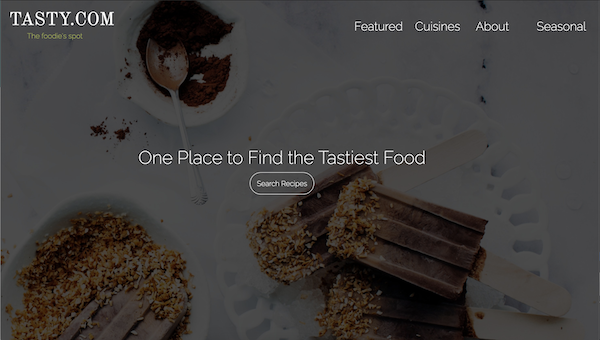 TASTY.COM
The foodie's spot.
Featured Cuisines About Seasonal
One Place to Find the Tastiest Food
Search Recipes